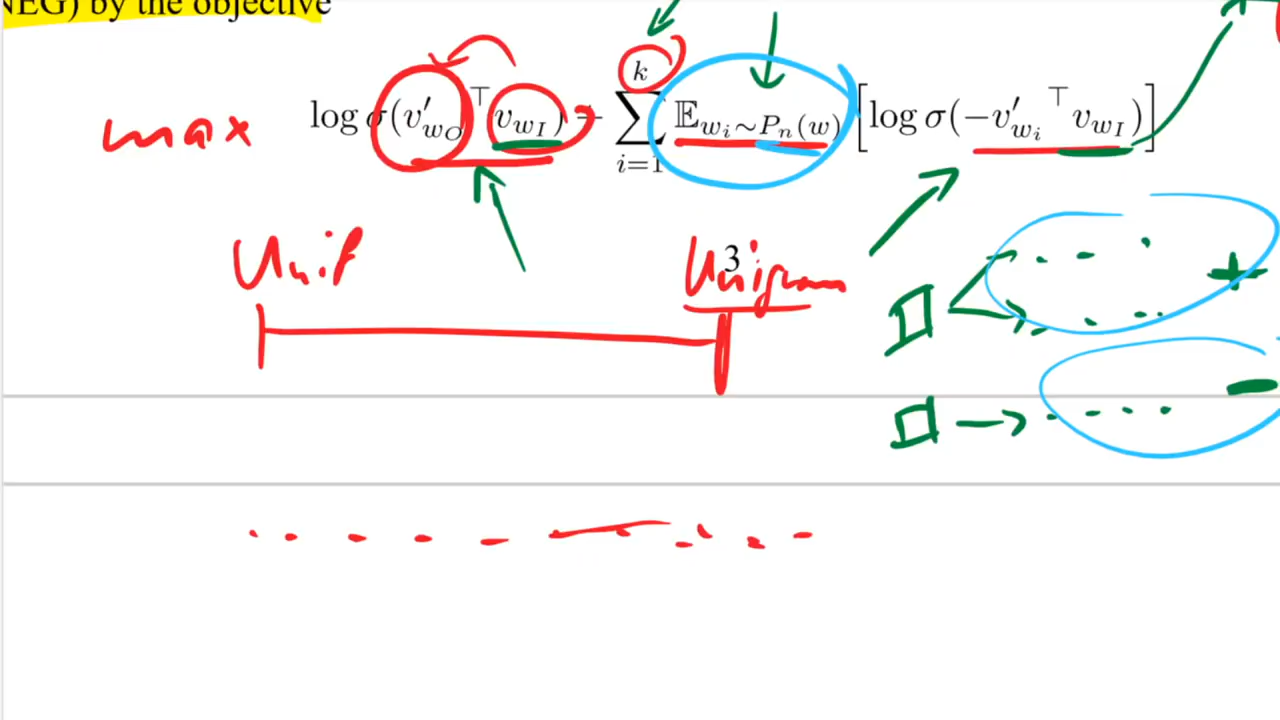 NEG) by the objective
max log σ(v′_{w_O}^⊤ v_{w_I}) + ∑_{i=1}^{k} 𝔼_{w_i∼P_n(w)} [log σ(−v′_{w_i}^⊤ v_{w_I})]
Unif Unigram
3
+
−